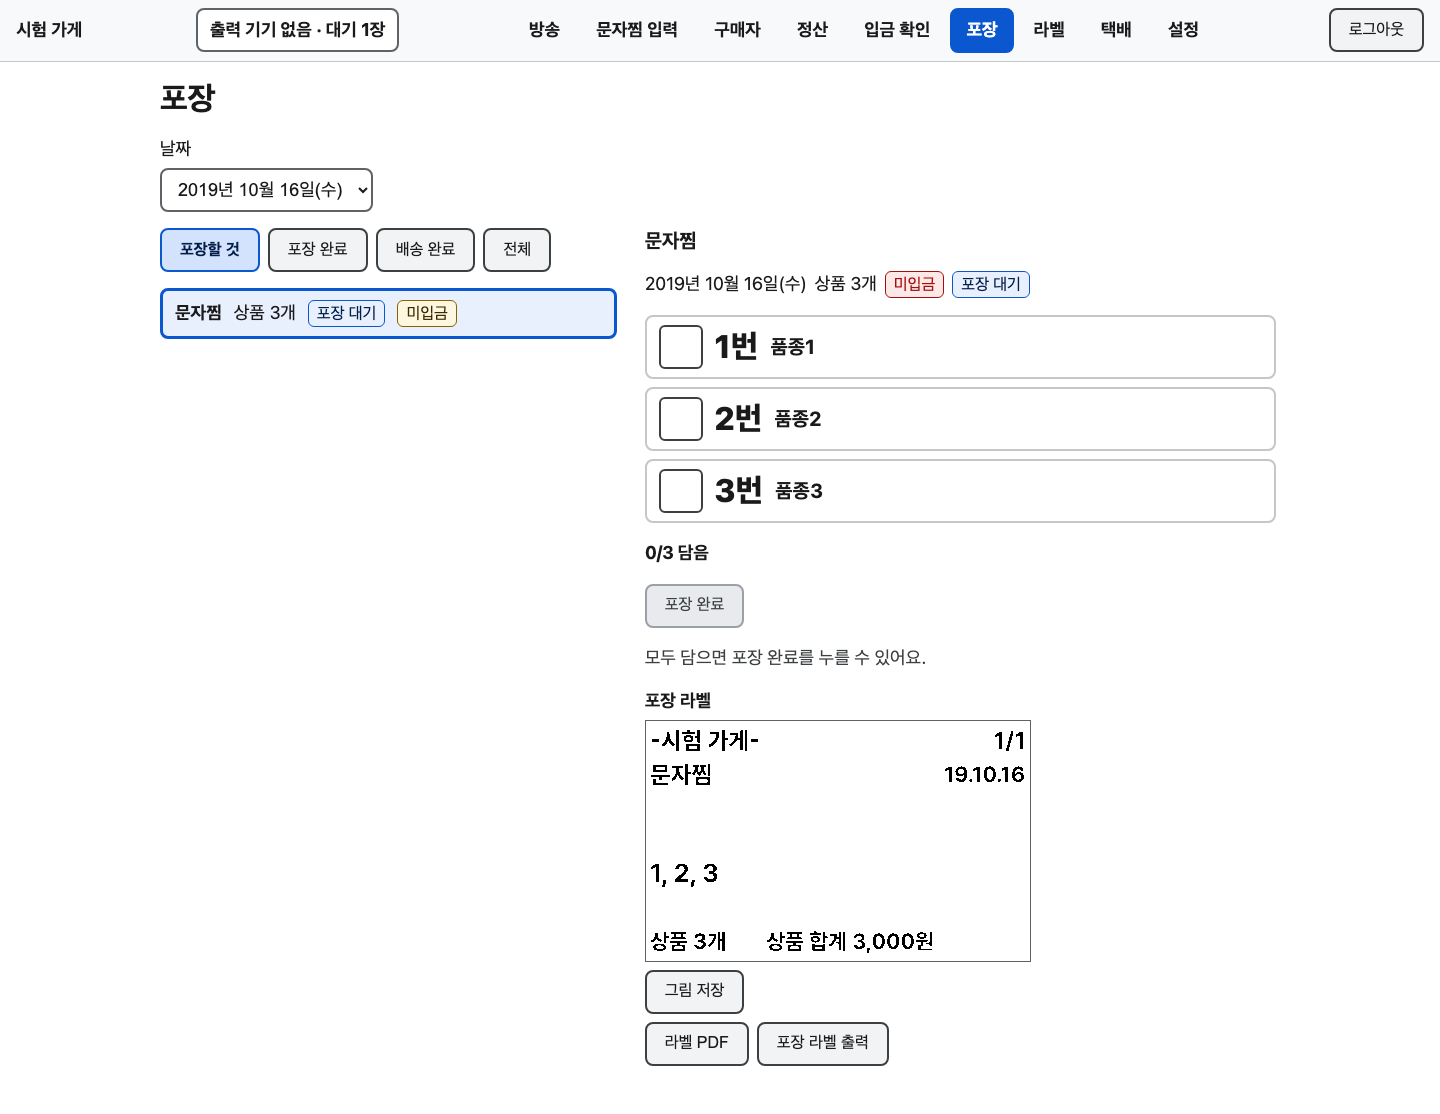 시험 가게
출력 기기 없음 · 대기 1장
방송 문자찜 입력 구매자 정산 입금 확인 포장 라벨 택배 설정
로그아웃
포장
날짜
2019년 10월 16일(수)
포장할 것 포장 완료 배송 완료 전체
문자찜 상품 3개 포장 대기 미입금
문자찜
2019년 10월 16일(수) 상품 3개 미입금 포장 대기
1번 품종1
2번 품종2
3번 품종3
0/3 담음
포장 완료
모두 담으면 포장 완료를 누를 수 있어요.
포장 라벨
-시험 가게- 1/1
문자찜 19.10.16
1, 2, 3
상품 3개 상품 합계 3,000원
그림 저장
라벨 PDF 포장 라벨 출력